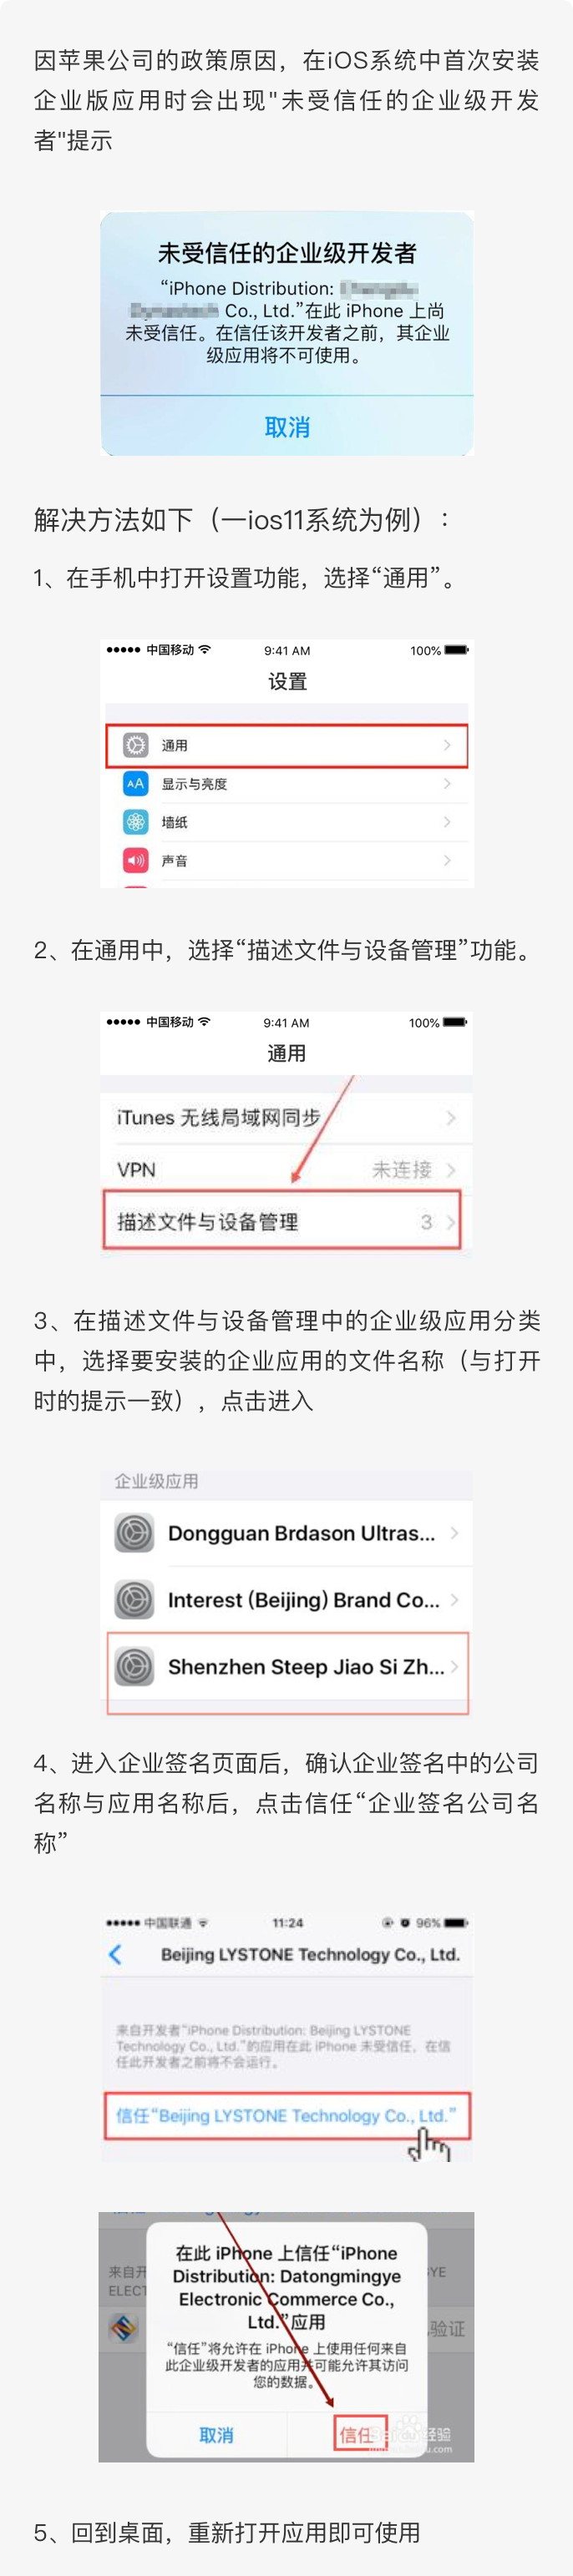 因苹果公司的政策原因，在iOS系统中首次安装
企业版应用时会出现"未受信任的企业级开发
者"提示
未受信任的企业级开发者
“iPhone Distribution:
Co., Ltd.”在此 iPhone 上尚
未受信任。在信任该开发者之前，其企业
级应用将不可使用。
取消
解决方法如下（一ios11系统为例）：
1、在手机中打开设置功能，选择“通用”。
中国移动 9:41 AM 100%
设置
通用
AA 显示与亮度
墙纸
声音
2、在通用中，选择“描述文件与设备管理”功能。
中国移动 9:41 AM 100%
通用
iTunes 无线局域网同步
VPN 未连接
描述文件与设备管理 3
3、在描述文件与设备管理中的企业级应用分类
中，选择要安装的企业应用的文件名称（与打开
时的提示一致），点击进入
企业级应用
Dongguan Brdason Ultras...
Interest (Beijing) Brand Co...
Shenzhen Steep Jiao Si Zh...
4、进入企业签名页面后，确认企业签名中的公司
名称与应用名称后，点击信任“企业签名公司名
称”
中国联通 11:24 96%
Beijing LYSTONE Technology Co., Ltd.
来自开发者“iPhone Distribution: Beijing LYSTONE
Technology Co., Ltd.”的应用在此 iPhone 未受信任，在信
任此开发者之前将不会运行。
信任“Beijing LYSTONE Technology Co., Ltd.”
在此 iPhone 上信任“iPhone
Distribution: Datongmingye
Electronic Commerce Co.,
Ltd.”应用
来自开
ELECT
YE
验证
“信任”将允许在 iPhone 上使用任何来自
此企业级开发者的应用并可能允许其访问
您的数据。
取消 信任
经验
.com
5、回到桌面，重新打开应用即可使用